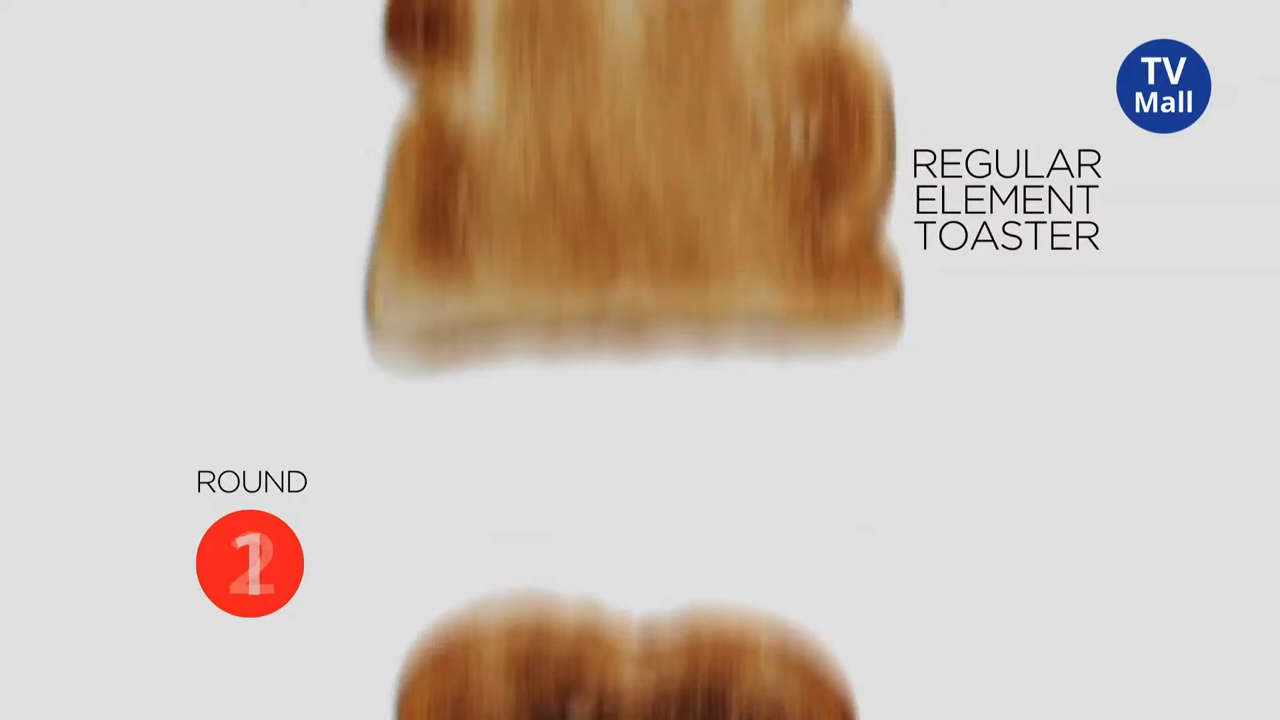 TV
Mall
REGULAR
ELEMENT
TOASTER
ROUND